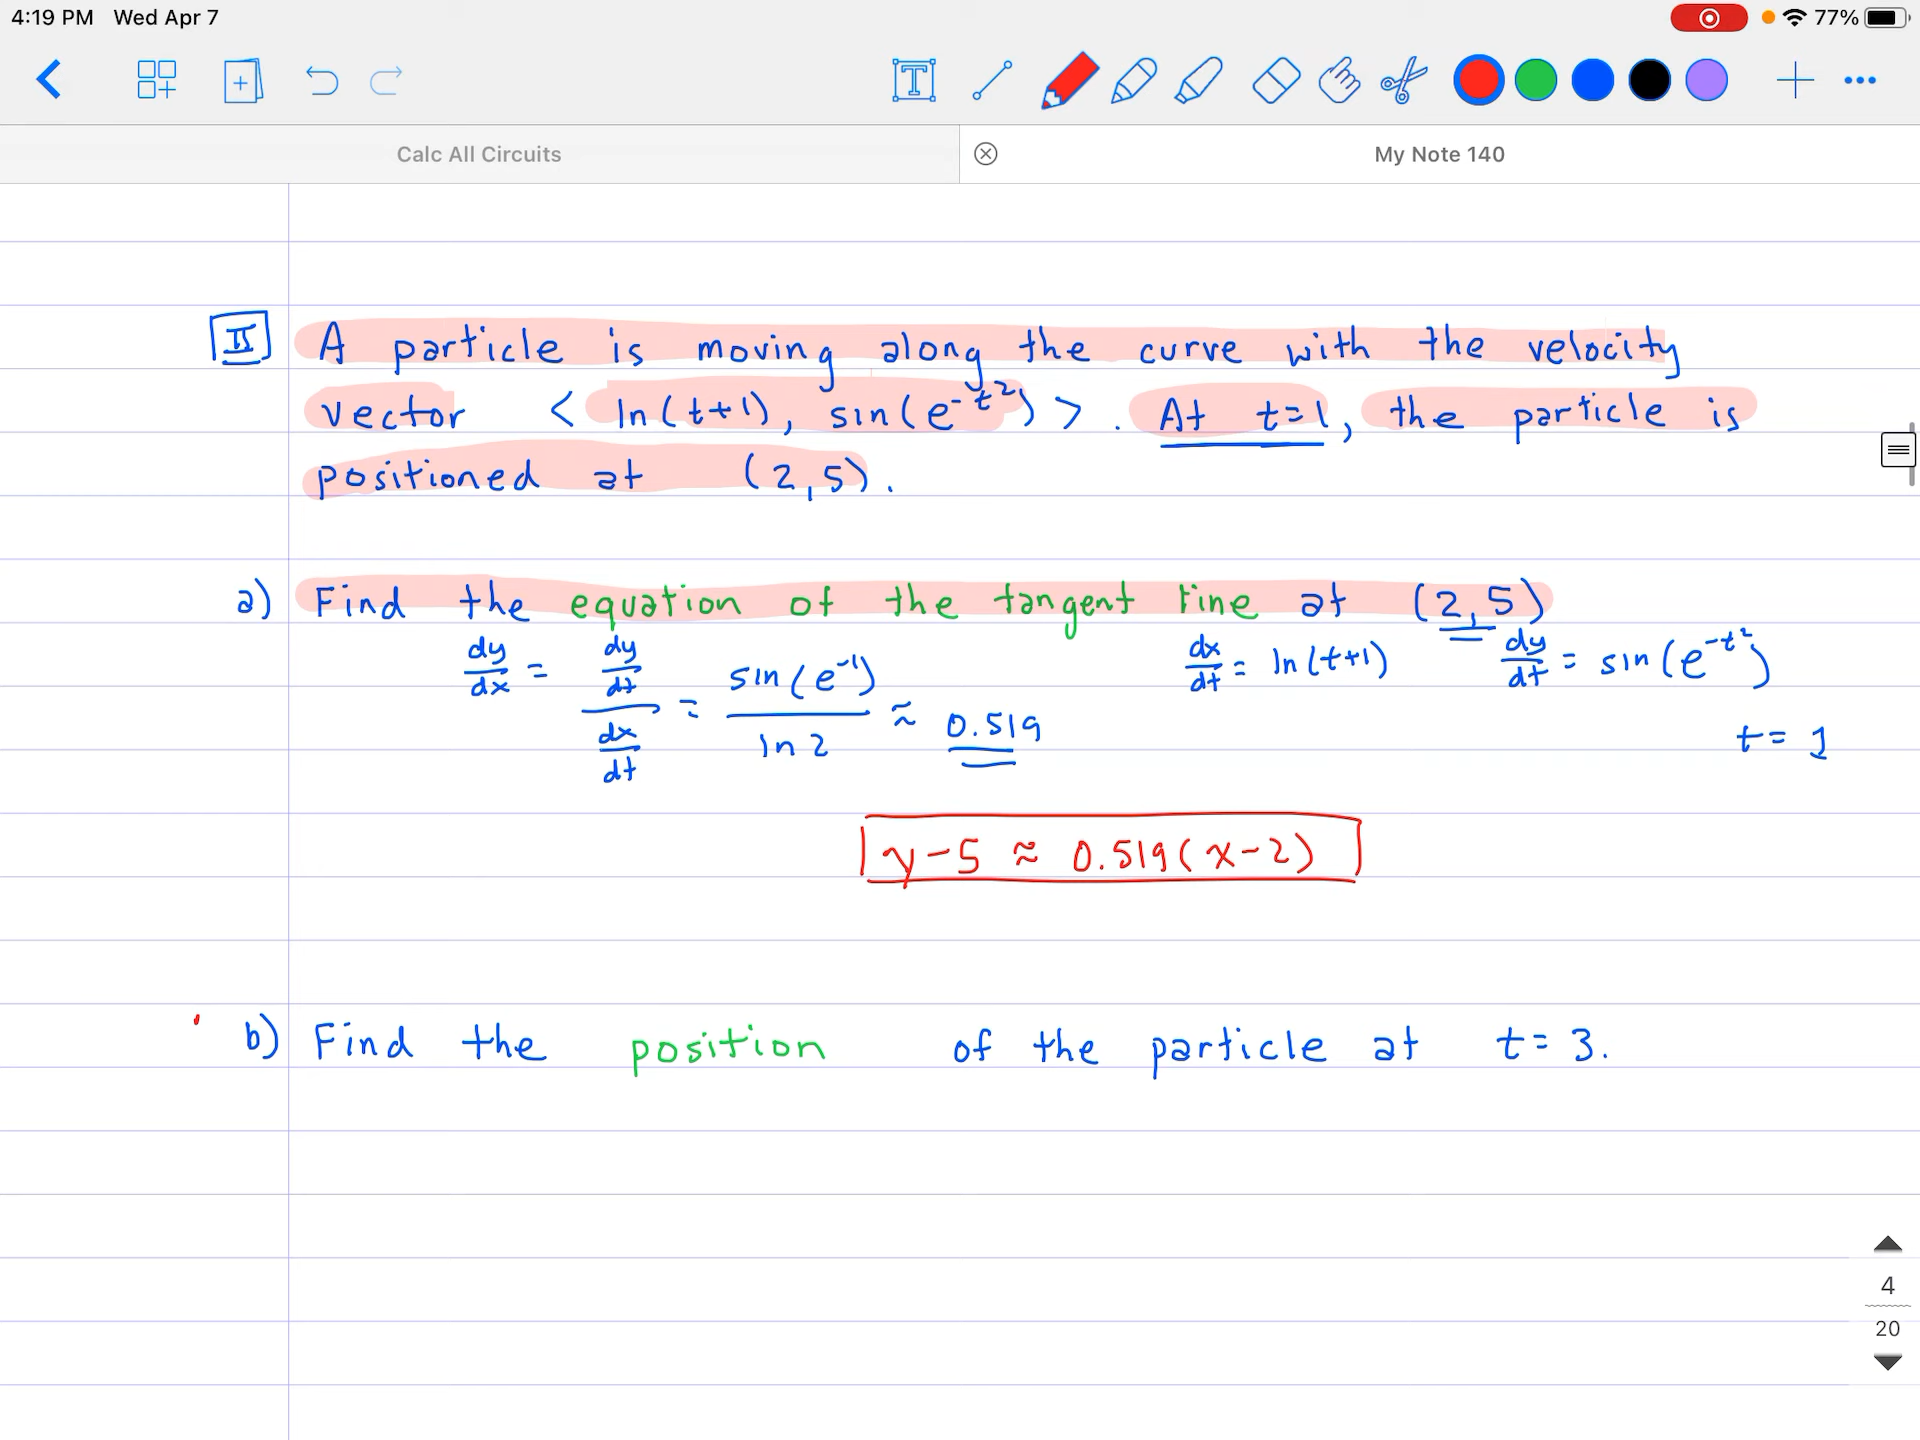 4:19 PM Wed Apr 7 77%
T
Calc All Circuits My Note 140
II A particle is moving along the curve with the velocity
vector < ln(t+1), sin(e^{-t^2}) > . At t=1, the particle is
positioned at (2,5).
a) Find the equation of the tangent line at (2,5)
dy/dx = (dy/dt)/(dx/dt) = sin(e^{-1})/ln 2 ≈ 0.519 dx/dt = ln(t+1) dy/dt = sin(e^{-t^2})
t = 1
y-5 ≈ 0.519(x-2)
b) Find the position of the particle at t= 3.
4
20